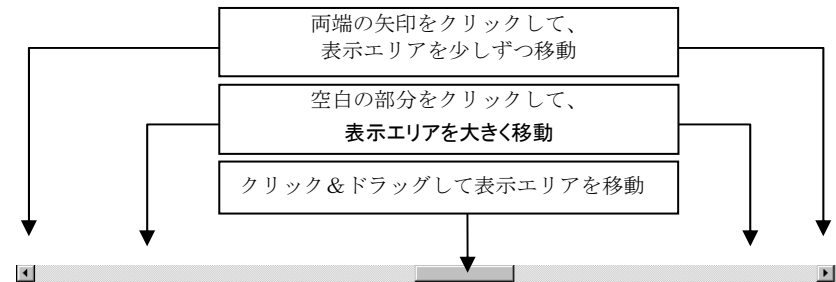 両端の矢印をクリックして、
表示エリアを少しずつ移動
空白の部分をクリックして、
表示エリアを大きく移動
クリック＆ドラッグして表示エリアを移動